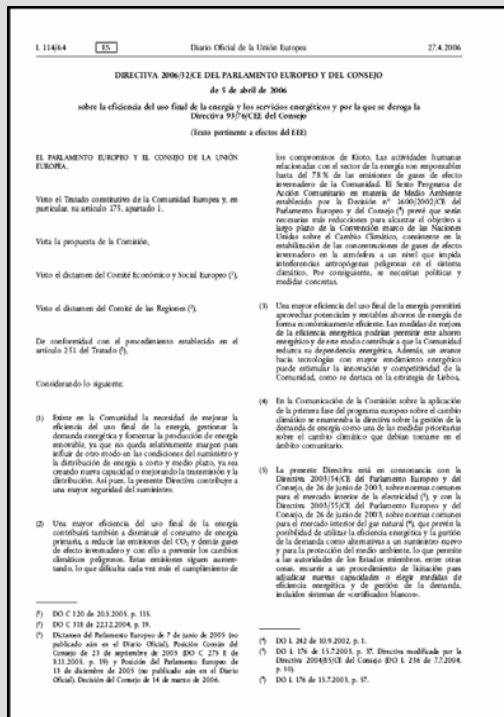 L 114/64 ES Diario Oficial de la Unión Europea 27.4.2006
DIRECTIVA 2006/32/CE DEL PARLAMENTO EUROPEO Y DEL CONSEJO
de 5 de abril de 2006
sobre la eficiencia del uso final de la energía y los servicios energéticos y por la que se deroga la
Directiva 93/76/CEE del Consejo
(Texto pertinente a efectos del EEE)
EL PARLAMENTO EUROPEO Y EL CONSEJO DE LA UNIÓN
EUROPEA,
Visto el Tratado constitutivo de la Comunidad Europea y, en
particular, su artículo 175, apartado 1,
Vista la propuesta de la Comisión,
Visto el dictamen del Comité Económico y Social Europeo (1),
Visto el dictamen del Comité de las Regiones (2),
De conformidad con el procedimiento establecido en el
artículo 251 del Tratado (3),
Considerando lo siguiente:
(1) Existe en la Comunidad la necesidad de mejorar la
eficiencia del uso final de la energía, gestionar la
demanda energética y fomentar la producción de energía
renovable, ya que no queda relativamente margen para
influir de otro modo en las condiciones del suministro y
la distribución de energía a corto y medio plazo, ya sea
creando nueva capacidad o mejorando la transmisión y la
distribución. Así pues, la presente Directiva contribuye a
una mayor seguridad del suministro.
(2) Una mayor eficiencia del uso final de la energía
contribuirá también a disminuir el consumo de energía
primaria, a reducir las emisiones del CO2 y demás gases
de efecto invernadero y con ello a prevenir los cambios
climáticos peligrosos. Estas emisiones siguen aumen-
tando, lo que dificulta cada vez más el cumplimiento de
(1) DO C 120 de 20.5.2005, p. 115.
(2) DO C 318 de 22.12.2004, p. 19.
(3) Dictamen del Parlamento Europeo de 7 de junio de 2005 (no
publicado aún en el Diario Oficial), Posición Común del
Consejo de 23 de septiembre de 2005 (DO C 275 E de
8.11.2005, p. 19) y Posición del Parlamento Europeo de
13 de diciembre de 2005 (no publicado aún en el Diario
Oficial). Decisión del Consejo de 14 de marzo de 2006.
los compromisos de Kioto. Las actividades humanas
relacionadas con el sector de la energía son responsables
hasta del 78 % de las emisiones de gases de efecto
invernadero de la Comunidad. El Sexto Programa de
Acción Comunitario en materia de Medio Ambiente
establecido por la Decisión nº 1600/2002/CE del
Parlamento Europeo y del Consejo (4) prevé que serán
necesarias más reducciones para alcanzar el objetivo a
largo plazo de la Convención marco de las Naciones
Unidas sobre el Cambio Climático, consistente en la
estabilización de las concentraciones de gases de efecto
invernadero en la atmósfera a un nivel que impida
interferencias antropógenas peligrosas en el sistema
climático. Por consiguiente, se necesitan políticas y
medidas concretas.
(3) Una mayor eficiencia del uso final de la energía permitirá
aprovechar potenciales y rentables ahorros de energía de
forma económicamente eficiente. Las medidas de mejora
de la eficiencia energética podrían permitir este ahorro
energético y de este modo contribuir a que la Comunidad
reduzca su dependencia energética. Además, un avance
hacia tecnologías con mayor rendimiento energético
puede estimular la innovación y competitividad de la
Comunidad, como se destaca en la estrategia de Lisboa.
(4) En la Comunicación de la Comisión sobre la aplicación
de la primera fase del programa europeo sobre el cambio
climático se enumeraba la directiva sobre la gestión de la
demanda de energía como una de las medidas prioritarias
sobre el cambio climático que debían tomarse en el
ámbito comunitario.
(5) La presente Directiva está en consonancia con la
Directiva 2003/54/CE del Parlamento Europeo y del
Consejo, de 26 de junio de 2003, sobre normas comunes
para el mercado interior de la electricidad (5), y con la
Directiva 2003/55/CE del Parlamento Europeo y del
Consejo, de 26 de junio de 2003, sobre normas comunes
para el mercado interior del gas natural (6), que prevén la
posibilidad de utilizar la eficiencia energética y la gestión
de la demanda como alternativas a un suministro nuevo
y para la protección del medio ambiente, lo que permite
a las autoridades de los Estados miembros, entre otras
cosas, recurrir a un procedimiento de licitación para
adjudicar nuevas capacidades o elegir medidas de
eficiencia energética y de gestión de la demanda,
incluidos sistemas de «certificados blancos».
(4) DO L 242 de 10.9.2002, p. 1.
(5) DO L 176 de 15.7.2003, p. 37. Directiva modificada por la
Directiva 2004/85/CE del Consejo (DO L 236 de 7.7.2004,
p. 10).
(6) DO L 176 de 15.7.2003, p. 57.